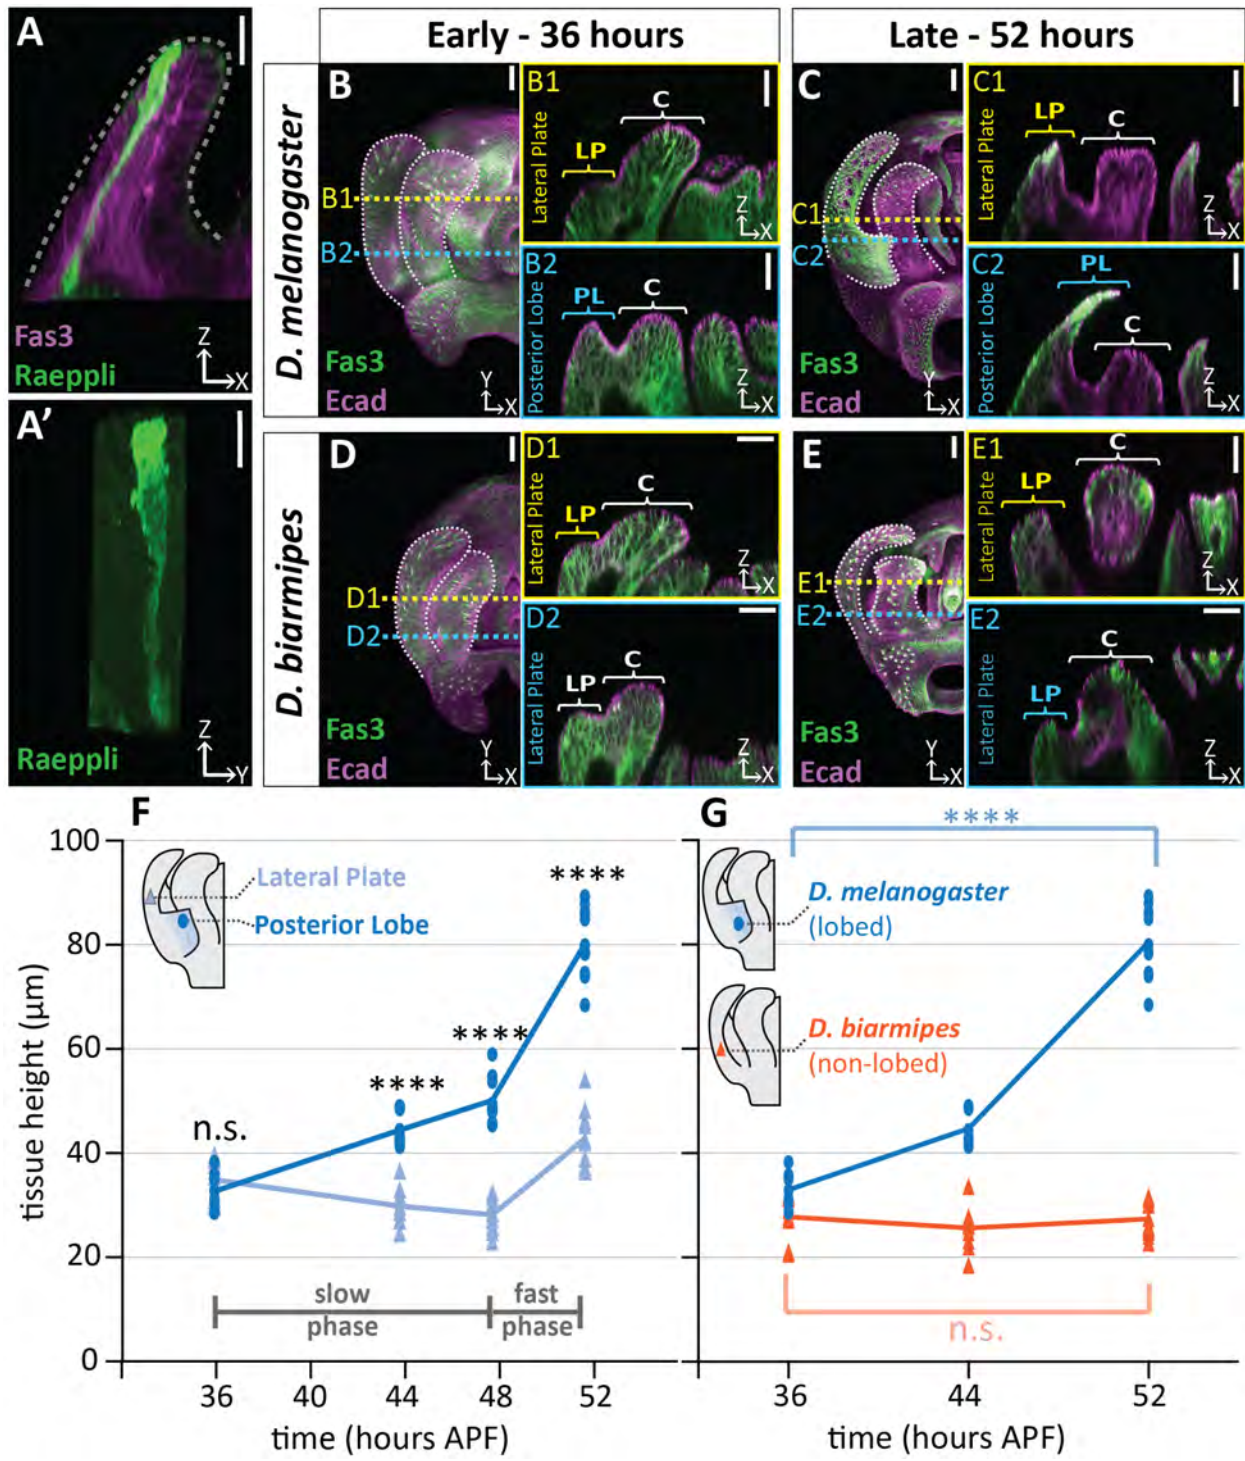 Early - 36 hours
Late - 52 hours
D. melanogaster
D. biarmipes
A
Fas3
Raeppli
Z
X
A'
Raeppli
Z
Y
B
B1
B2
Fas3
Ecad
Y
X
B1
Lateral Plate
LP
C
Z
X
B2
Posterior Lobe
PL
C
Z
X
C
C1
C2
Fas3
Ecad
Y
X
C1
Lateral Plate
LP
C
Z
X
C2
Posterior Lobe
PL
C
Z
X
D
D1
D2
Fas3
Ecad
Y
X
D1
Lateral Plate
LP
C
Z
X
D2
Lateral Plate
LP
C
Z
X
E
E1
E2
Fas3
Ecad
Y
X
E1
Lateral Plate
LP
C
Z
X
E2
Lateral Plate
LP
C
Z
X
F
100
80
60
40
20
0
tissue height (µm)
Lateral Plate
Posterior Lobe
n.s.
****
****
****
slow
phase
fast
phase
36
40
44
48
52
time (hours APF)
G
****
D. melanogaster
(lobed)
D. biarmipes
(non-lobed)
n.s.
36
44
52
time (hours APF)